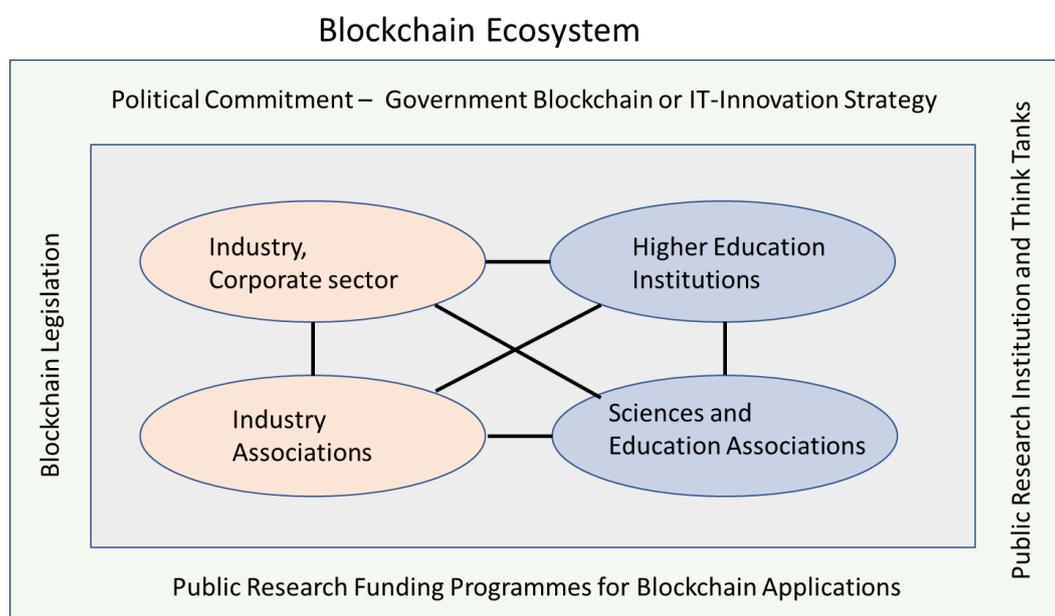 Blockchain Ecosystem
Political Commitment – Government Blockchain or IT-Innovation Strategy
Blockchain Legislation
Industry,
Corporate sector
Higher Education
Institutions
Industry
Associations
Sciences and
Education Associations
Public Research Institution and Think Tanks
Public Research Funding Programmes for Blockchain Applications